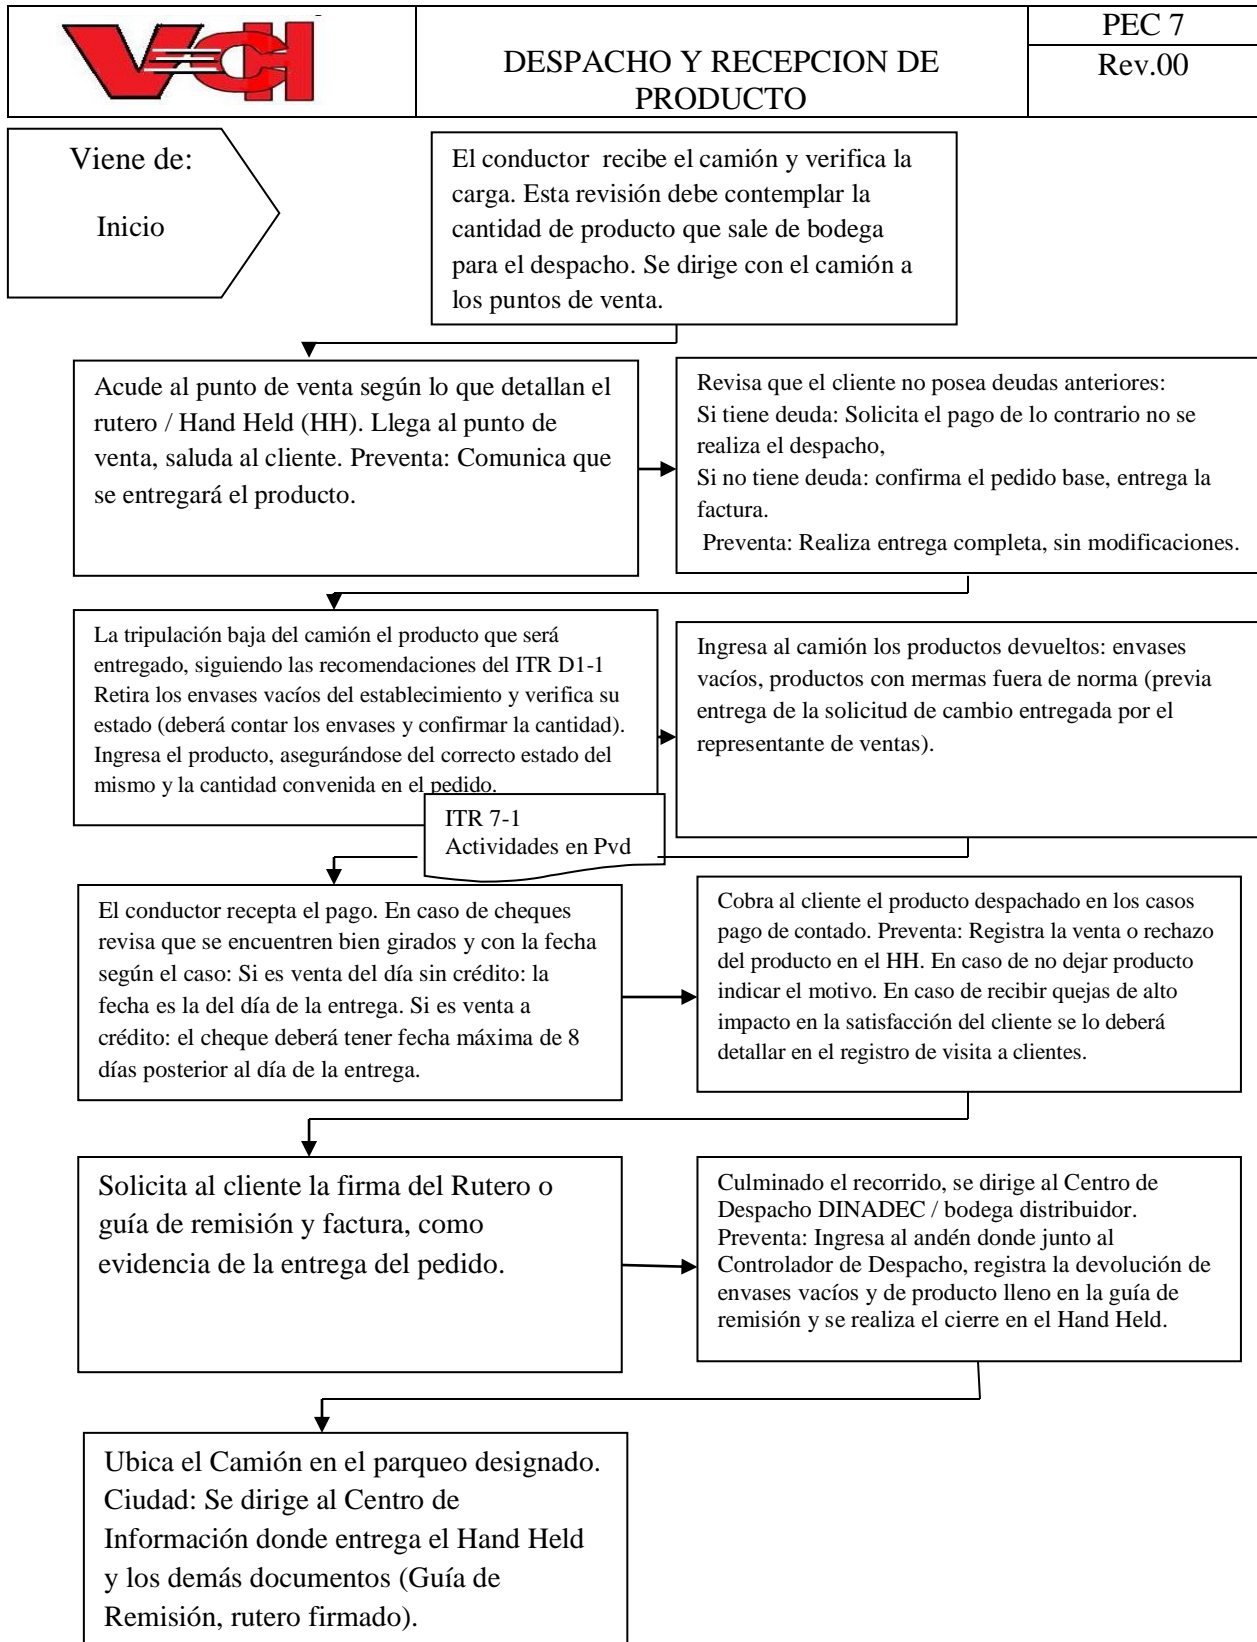 VCH
DESPACHO Y RECEPCION DE
PRODUCTO
PEC 7
Rev.00
Viene de:
Inicio
El conductor recibe el camión y verifica la
carga. Esta revisión debe contemplar la
cantidad de producto que sale de bodega
para el despacho. Se dirige con el camión a
los puntos de venta.
Acude al punto de venta según lo que detallan el
rutero / Hand Held (HH). Llega al punto de
venta, saluda al cliente. Preventa: Comunica que
se entregará el producto.
Revisa que el cliente no posea deudas anteriores:
Si tiene deuda: Solicita el pago de lo contrario no se
realiza el despacho,
Si no tiene deuda: confirma el pedido base, entrega la
factura.
Preventa: Realiza entrega completa, sin modificaciones.
La tripulación baja del camión el producto que será
entregado, siguiendo las recomendaciones del ITR D1-1
Retira los envases vacíos del establecimiento y verifica su
estado (deberá contar los envases y confirmar la cantidad).
Ingresa el producto, asegurándose del correcto estado del
mismo y la cantidad convenida en el pedido.
Ingresa al camión los productos devueltos: envases
vacíos, productos con mermas fuera de norma (previa
entrega de la solicitud de cambio entregada por el
representante de ventas).
ITR 7-1
Actividades en Pvd
El conductor recepta el pago. En caso de cheques
revisa que se encuentren bien girados y con la fecha
según el caso: Si es venta del día sin crédito: la
fecha es la del día de la entrega. Si es venta a
crédito: el cheque deberá tener fecha máxima de 8
días posterior al día de la entrega.
Cobra al cliente el producto despachado en los casos
pago de contado. Preventa: Registra la venta o rechazo
del producto en el HH. En caso de no dejar producto
indicar el motivo. En caso de recibir quejas de alto
impacto en la satisfacción del cliente se lo deberá
detallar en el registro de visita a clientes.
Solicita al cliente la firma del Rutero o
guía de remisión y factura, como
evidencia de la entrega del pedido.
Culminado el recorrido, se dirige al Centro de
Despacho DINADEC / bodega distribuidor.
Preventa: Ingresa al andén donde junto al
Controlador de Despacho, registra la devolución de
envases vacíos y de producto lleno en la guía de
remisión y se realiza el cierre en el Hand Held.
Ubica el Camión en el parqueo designado.
Ciudad: Se dirige al Centro de
Información donde entrega el Hand Held
y los demás documentos (Guía de
Remisión, rutero firmado).